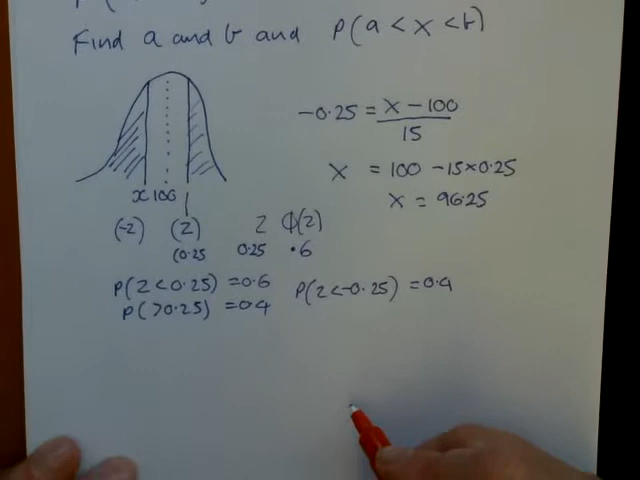 Find a and b and P(a < X < b)
-0.25 = x - 100
15
x = 100 - 15×0.25
x = 96.25
x 100
(-z) (z) z Φ(z)
(0.25 0.25 .6
P(z < 0.25) = 0.6 P(z < -0.25) = 0.4
P( > 0.25) = 0.4